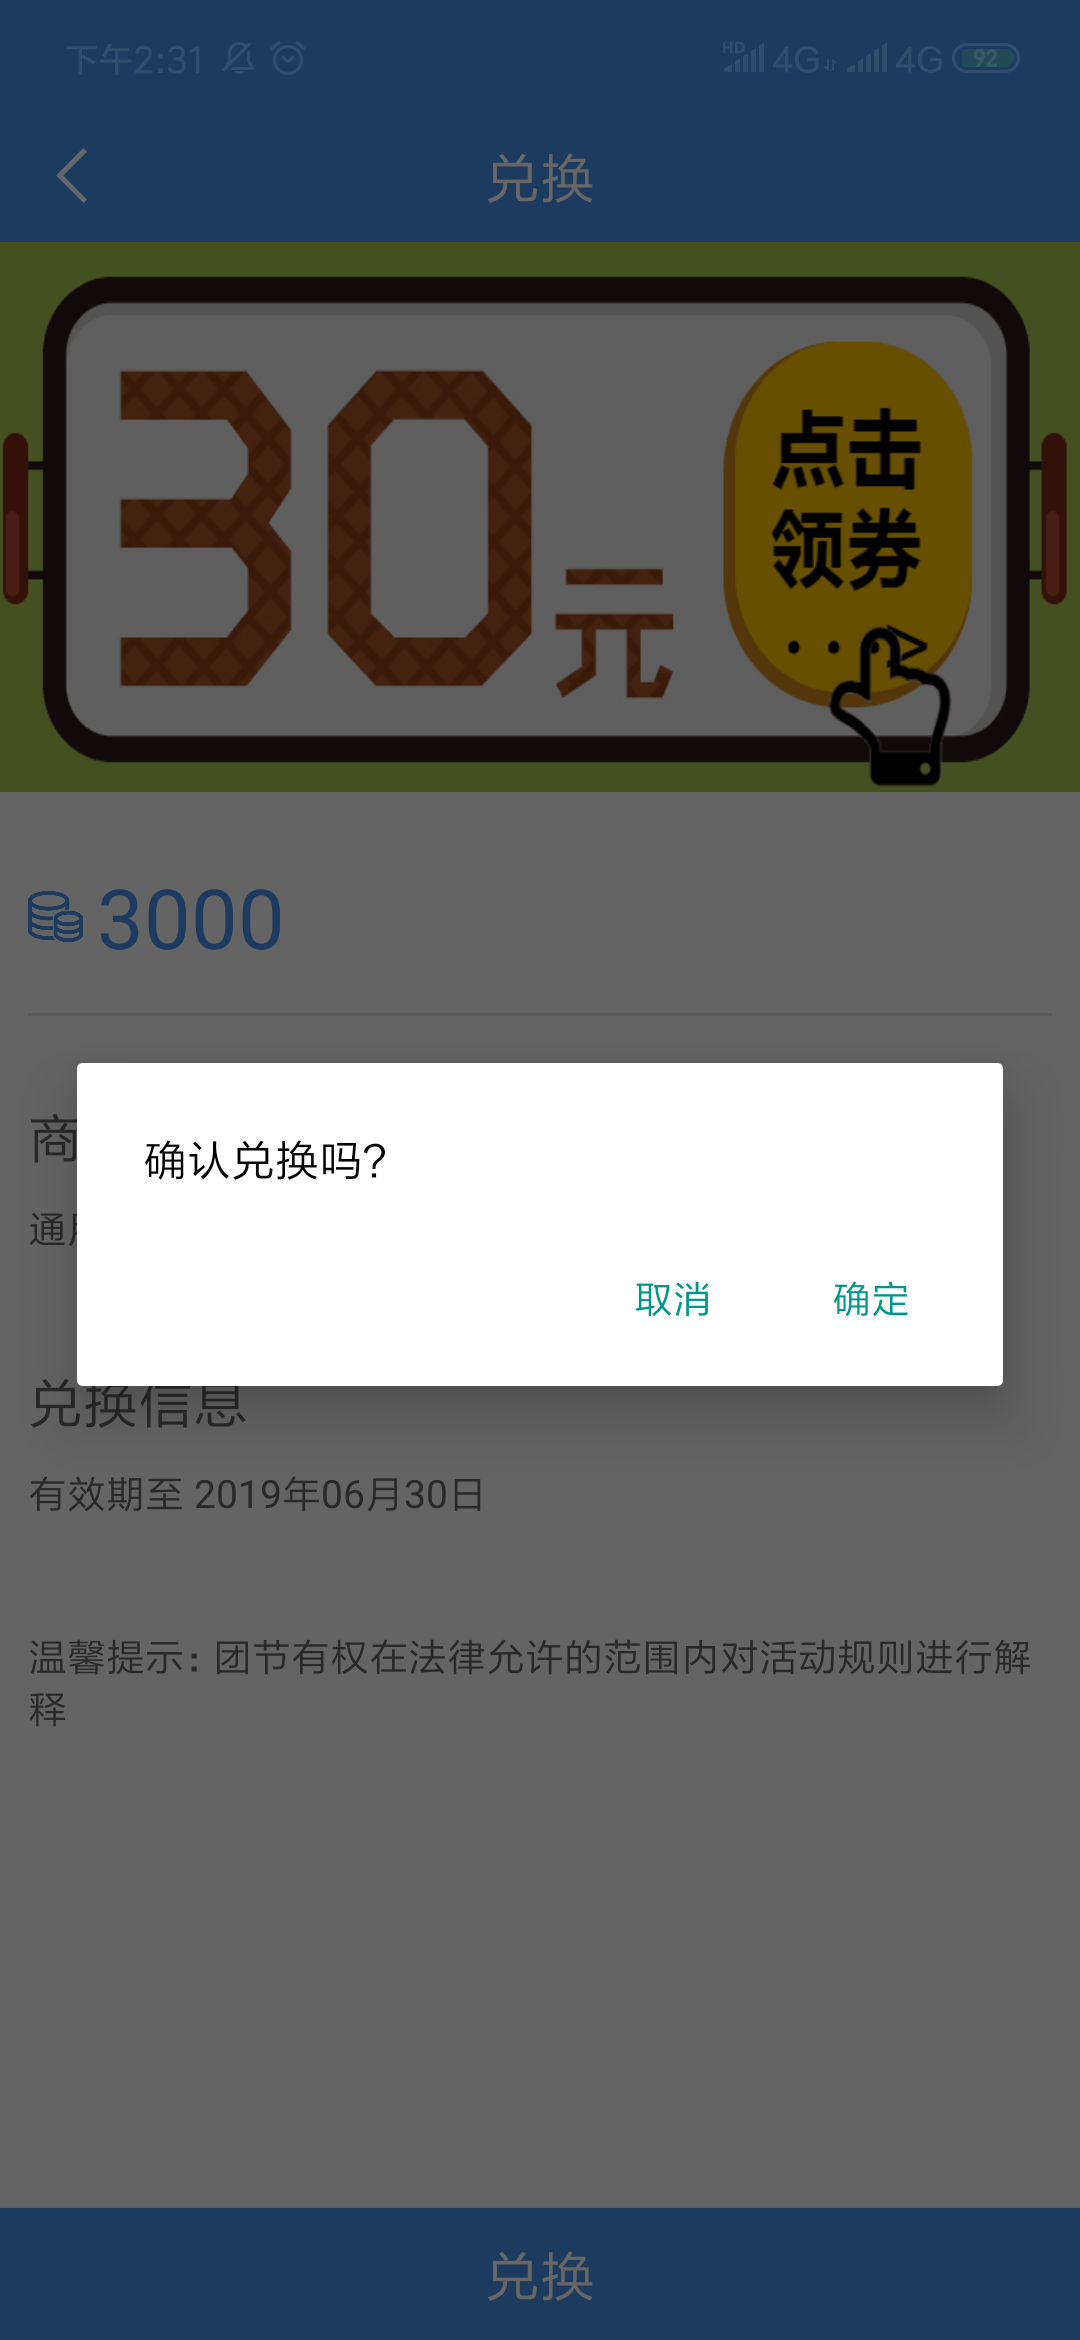 下午2:31 HD 4G 4G 92
兑换
30元
点击
领券
3000
商
通
确认兑换吗?
取消 确定
兑换信息
有效期至 2019年06月30日
温馨提示：团节有权在法律允许的范围内对活动规则进行解
释
兑换